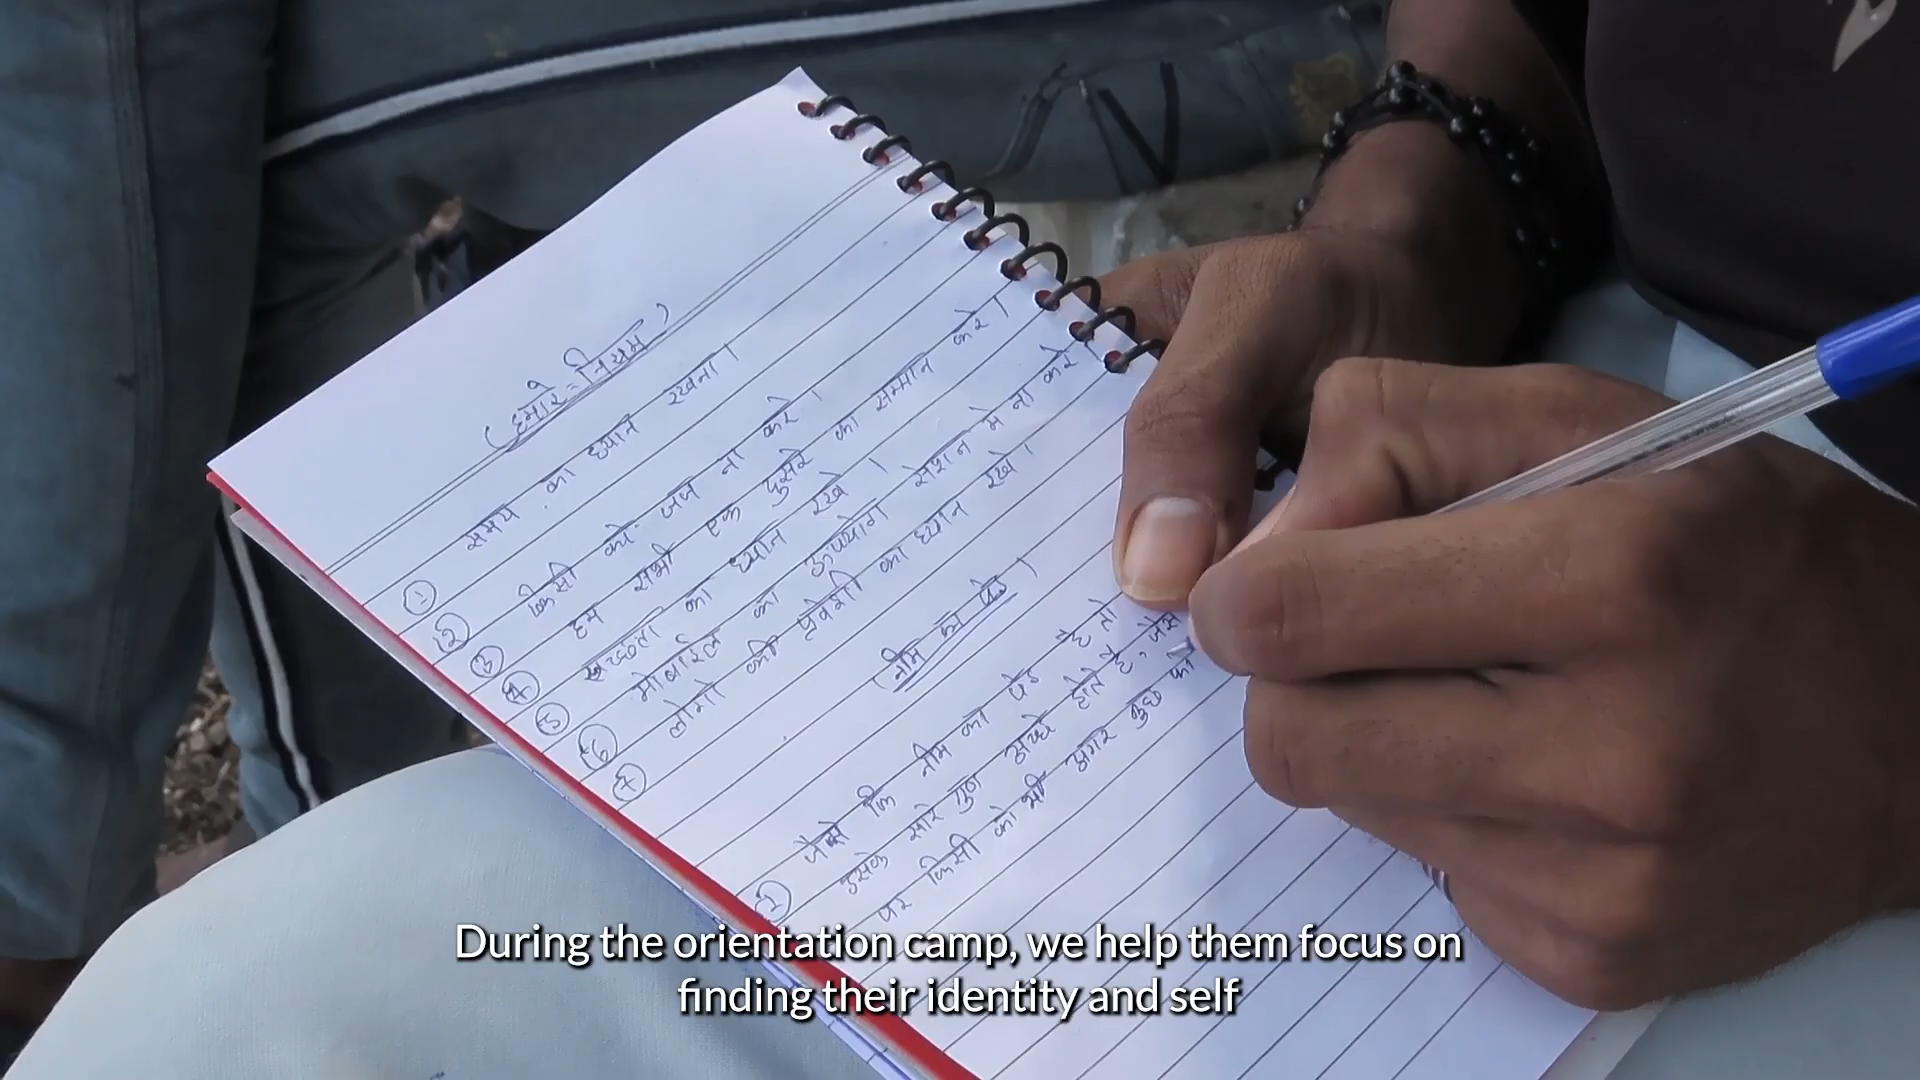 (हमारे = नियम)
① समय का ध्यान रखना।
② किसी को जज ना करे।
③ हम सभी एक दुसरे का सम्मान करे।
④ स्वच्छता का ध्यान रखे।
⑤ मोबाईल का उपयोग सेशन मे ना करे
⑥ लोगो की प्रवेशी का ध्यान रखे।
⑦
(नीम का पेड)
① जैसे कि नीम का पेड है तो
इसके सारे गुण अच्छे होते है, जैसे
पर किसी को भी अगर कुछ का
During the orientation camp, we help them focus on
finding their identity and self